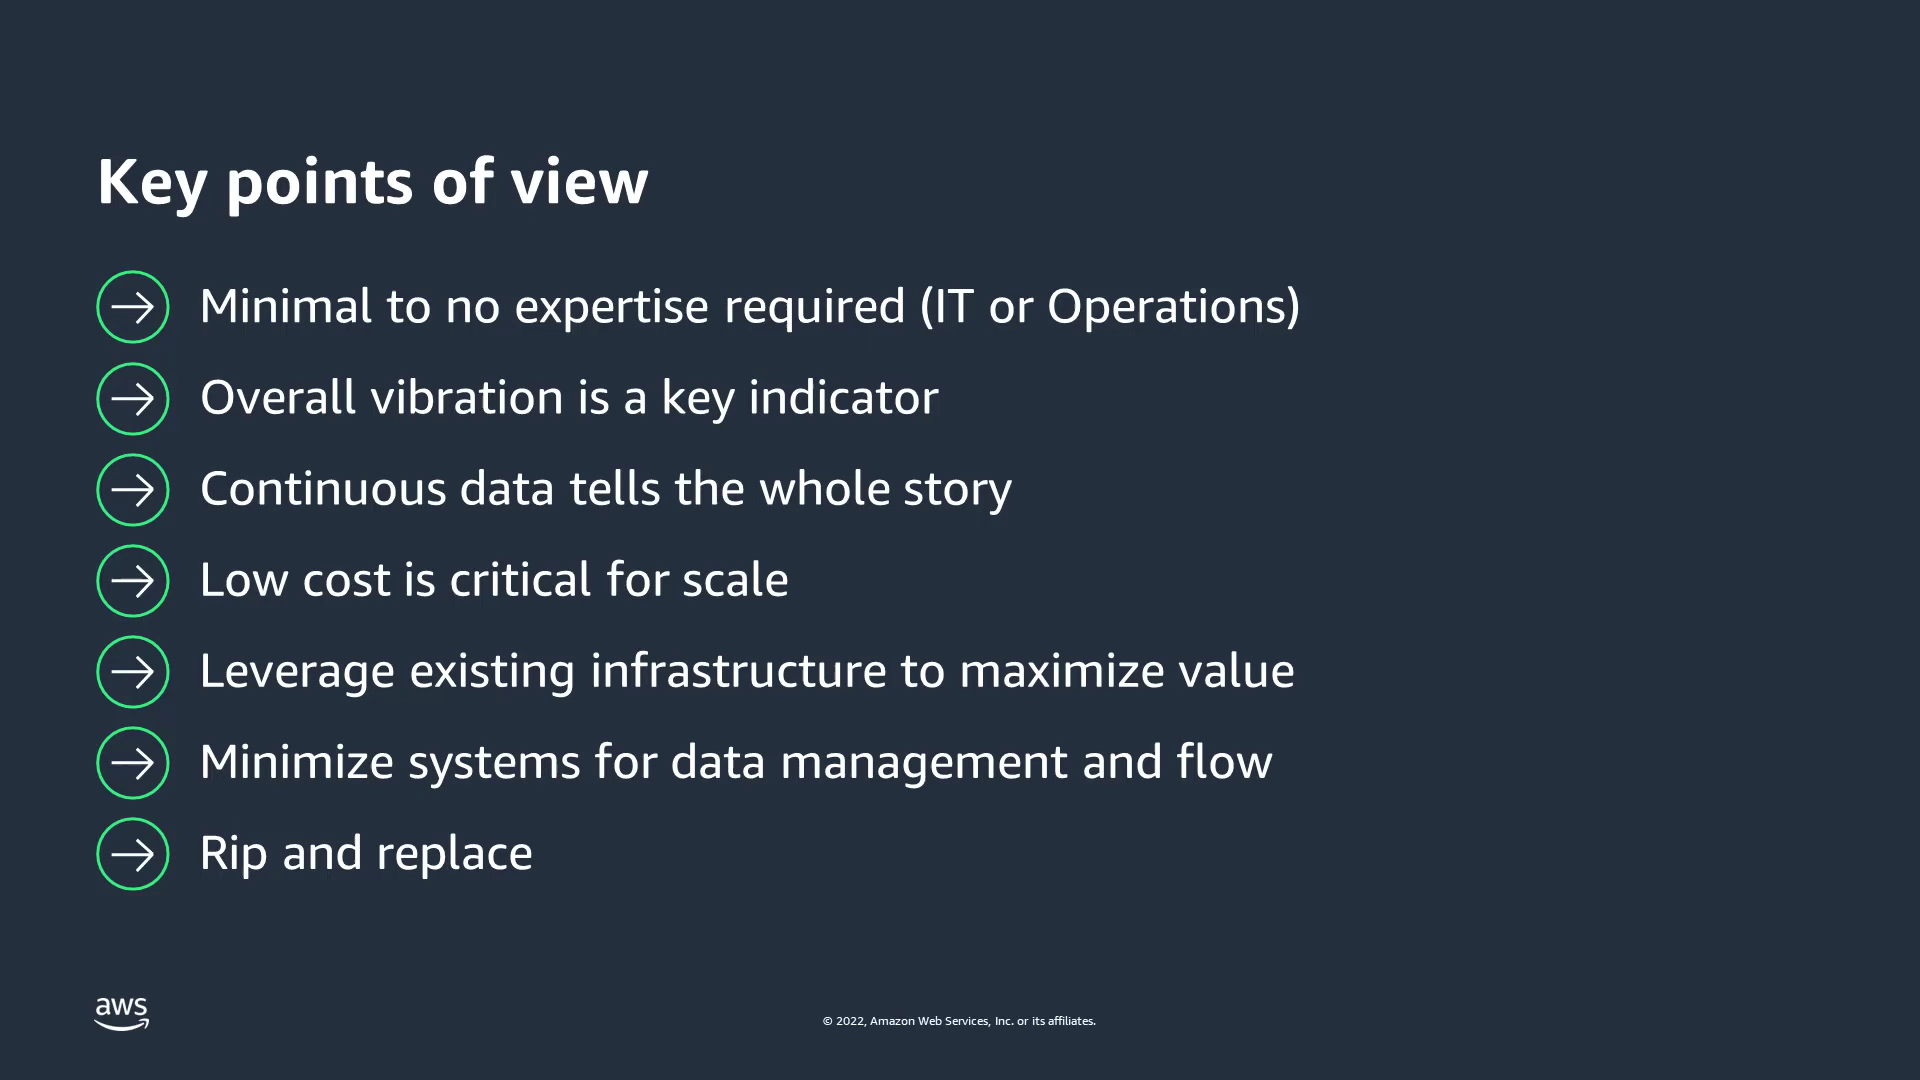 Key points of view
Minimal to no expertise required (IT or Operations)
Overall vibration is a key indicator
Continuous data tells the whole story
Low cost is critical for scale
Leverage existing infrastructure to maximize value
Minimize systems for data management and flow
Rip and replace
aws
© 2022, Amazon Web Services, Inc. or its affiliates.